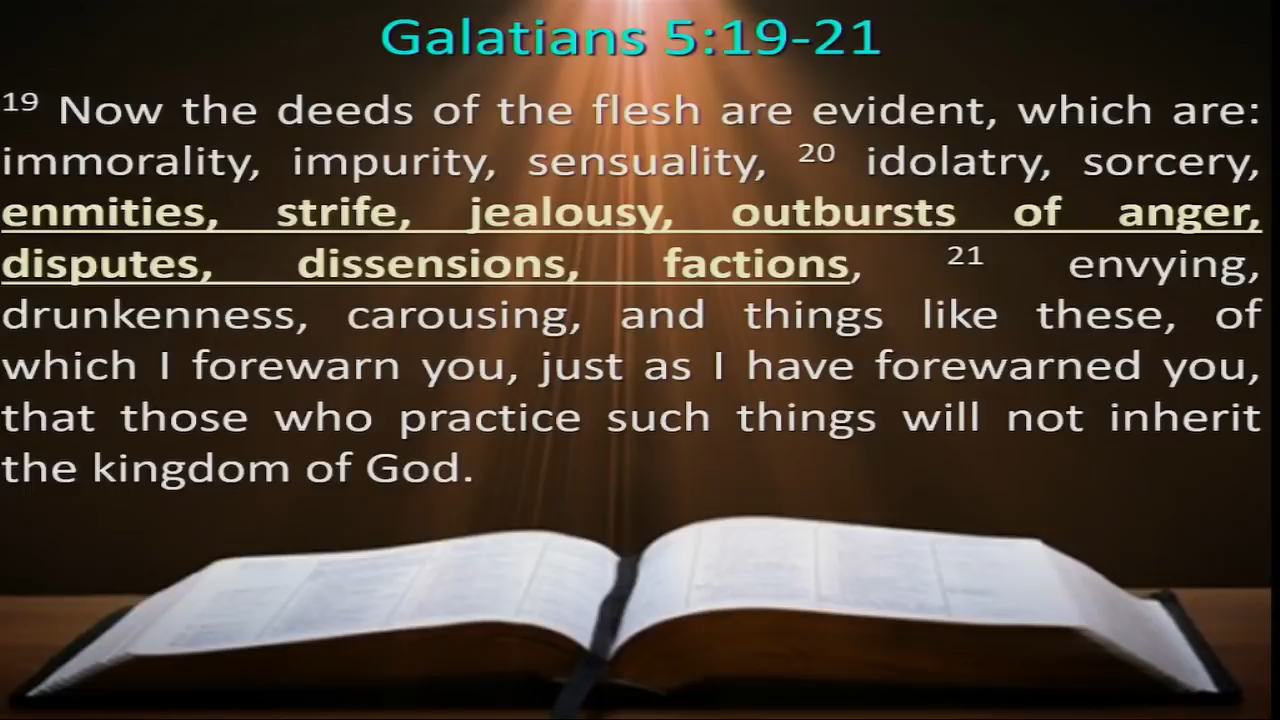 Galatians 5:19-21
19 Now the deeds of the flesh are evident, which are:
immorality, impurity, sensuality, 20 idolatry, sorcery,
enmities, strife, jealousy, outbursts of anger,
disputes, dissensions, factions, 21 envying,
drunkenness, carousing, and things like these, of
which I forewarn you, just as I have forewarned you,
that those who practice such things will not inherit
the kingdom of God.